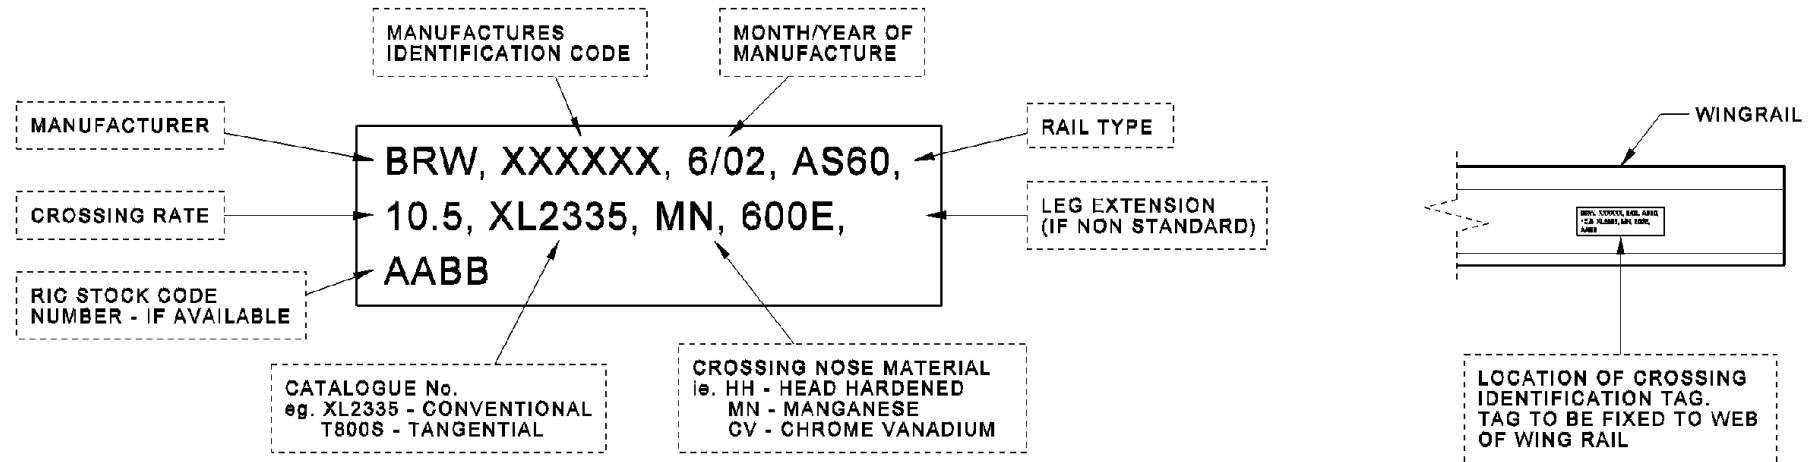 MANUFACTURES
IDENTIFICATION CODE
MONTH/YEAR OF
MANUFACTURE
MANUFACTURER
RAIL TYPE
WINGRAIL
BRW, XXXXXX, 6/02, AS60,
CROSSING RATE
10.5, XL2335, MN, 600E,
LEG EXTENSION
(IF NON STANDARD)
AABB
RIC STOCK CODE
NUMBER - IF AVAILABLE
CATALOGUE No.
eg. XL2335 - CONVENTIONAL
T800S - TANGENTIAL
CROSSING NOSE MATERIAL
ie. HH - HEAD HARDENED
MN - MANGANESE
CV - CHROME VANADIUM
LOCATION OF CROSSING
IDENTIFICATION TAG.
TAG TO BE FIXED TO WEB
OF WING RAIL